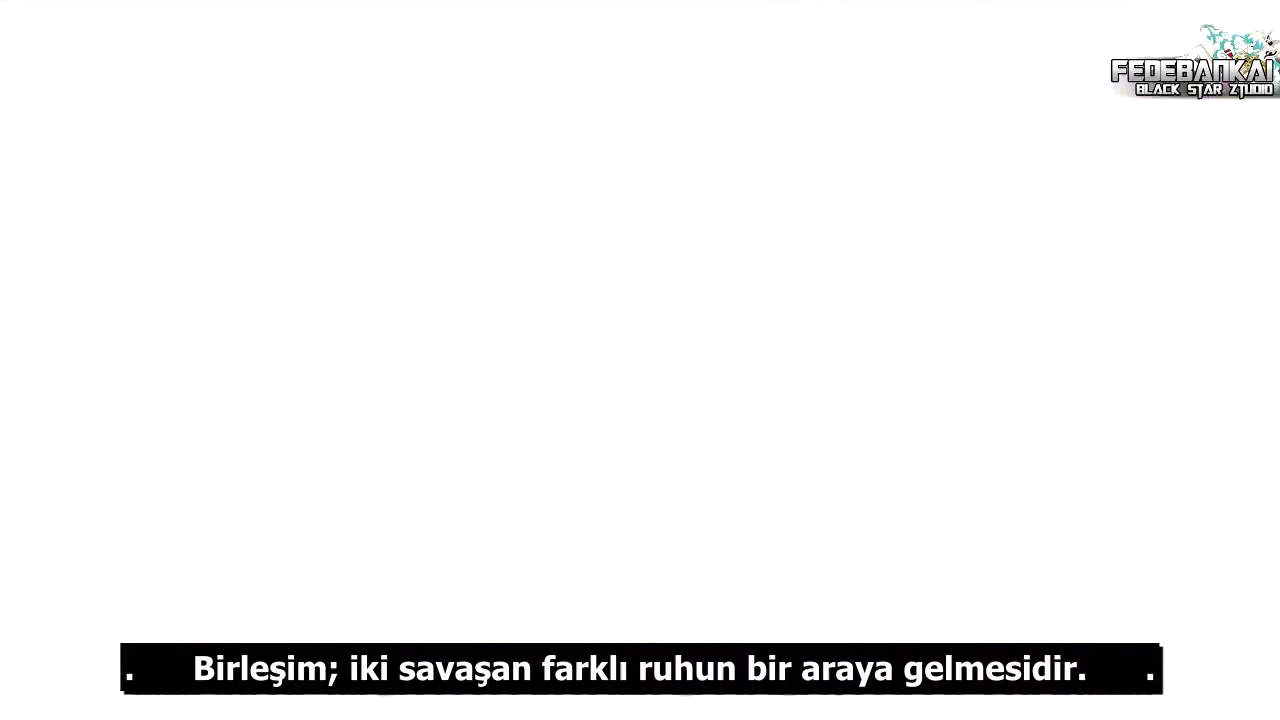 FEDEBANKAI
BLACK STAR ZTUDIO
. Birleşim; iki savaşan farklı ruhun bir araya gelmesidir. .